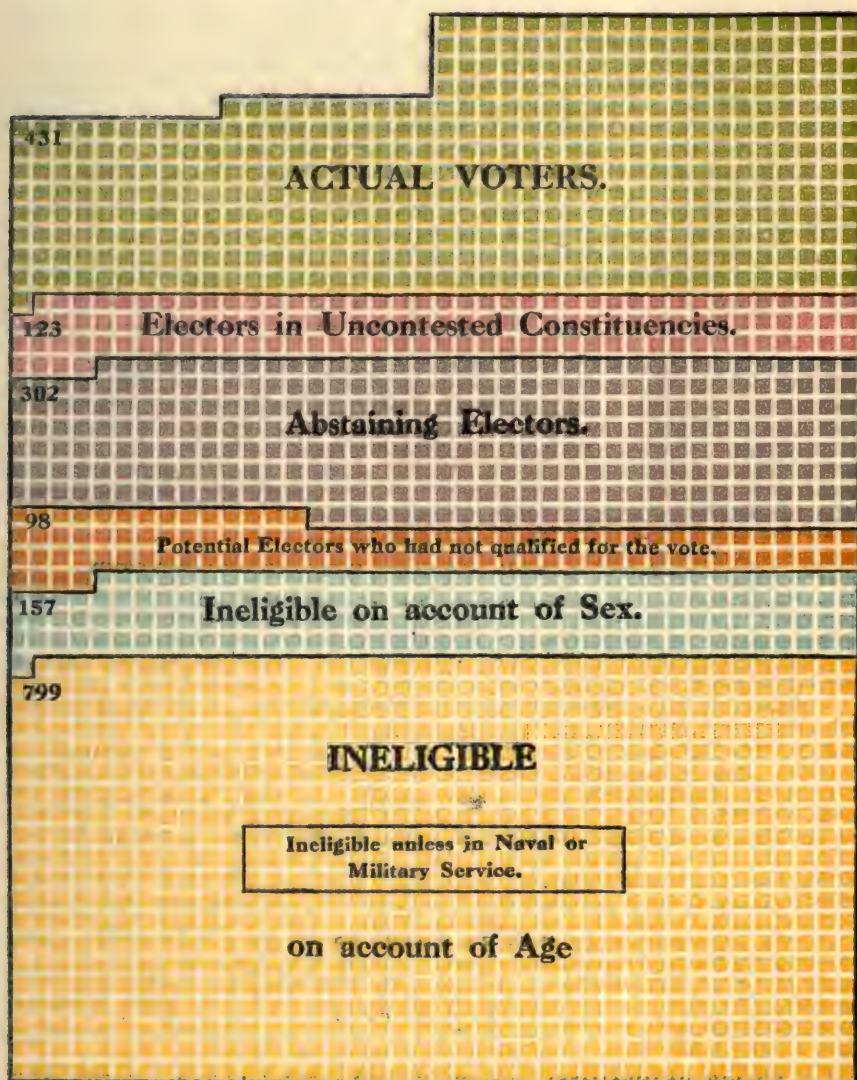 431
ACTUAL VOTERS.
123
Electors in Uncontested Constituencies.
302
Abstaining Electors.
98
Potential Electors who had not qualified for the vote.
157
Ineligible on account of Sex.
799
INELIGIBLE
Ineligible unless in Naval or
Military Service.
on account of Age